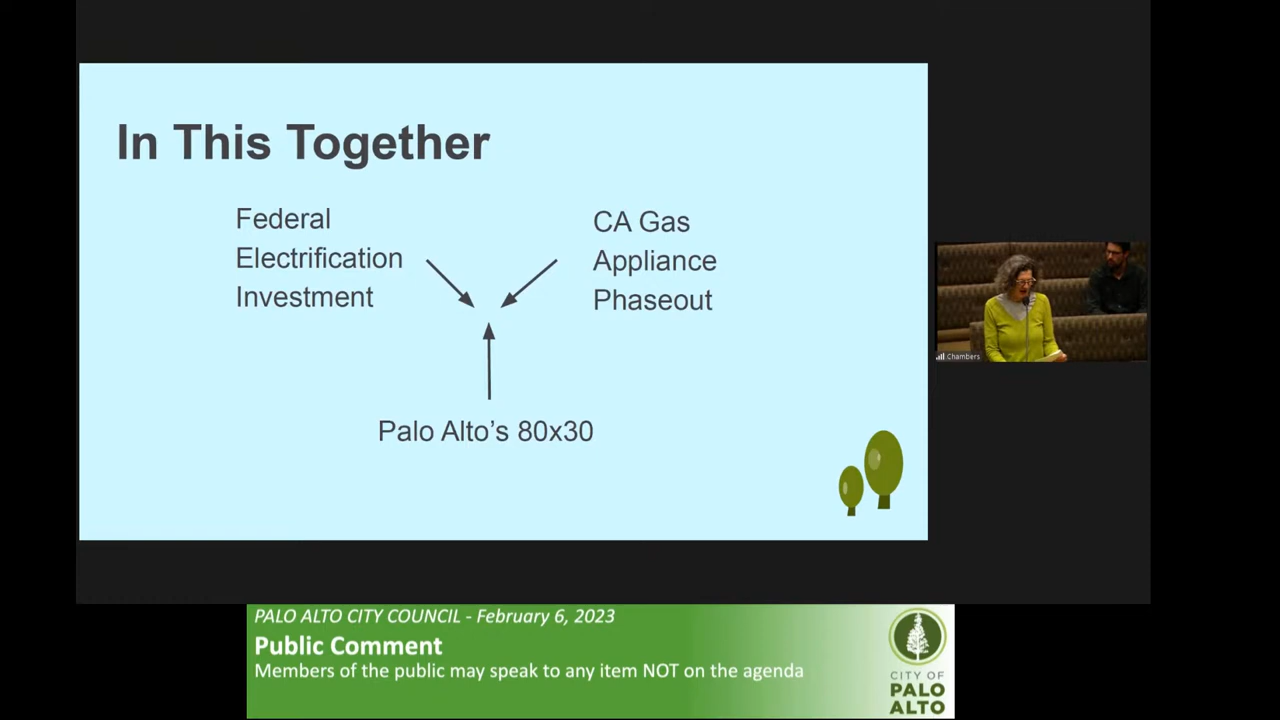 In This Together
Federal
Electrification
Investment
CA Gas
Appliance
Phaseout
Palo Alto's 80x30
Chambers
PALO ALTO CITY COUNCIL - February 6, 2023
Public Comment
Members of the public may speak to any item NOT on the agenda
CITY OF
PALO
ALTO